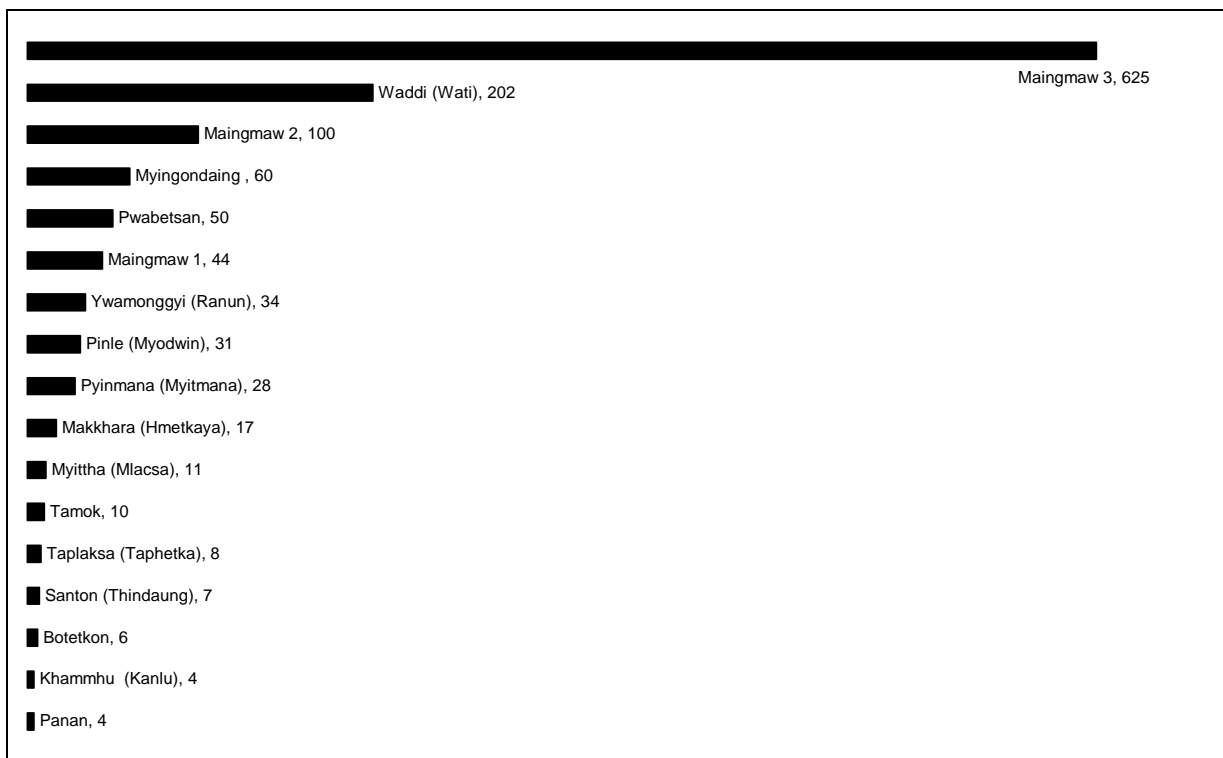 Maingmaw 3, 625
Waddi (Wati), 202
Maingmaw 2, 100
Myingondaing , 60
Pwabetsan, 50
Maingmaw 1, 44
Ywamonggyi (Ranun), 34
Pinle (Myodwin), 31
Pyinmana (Myitmana), 28
Makkhara (Hmetkaya), 17
Myittha (Mlacsa), 11
Tamok, 10
Taplaksa (Taphetka), 8
Santon (Thindaung), 7
Botetkon, 6
Khammhu  (Kanlu), 4
Panan, 4